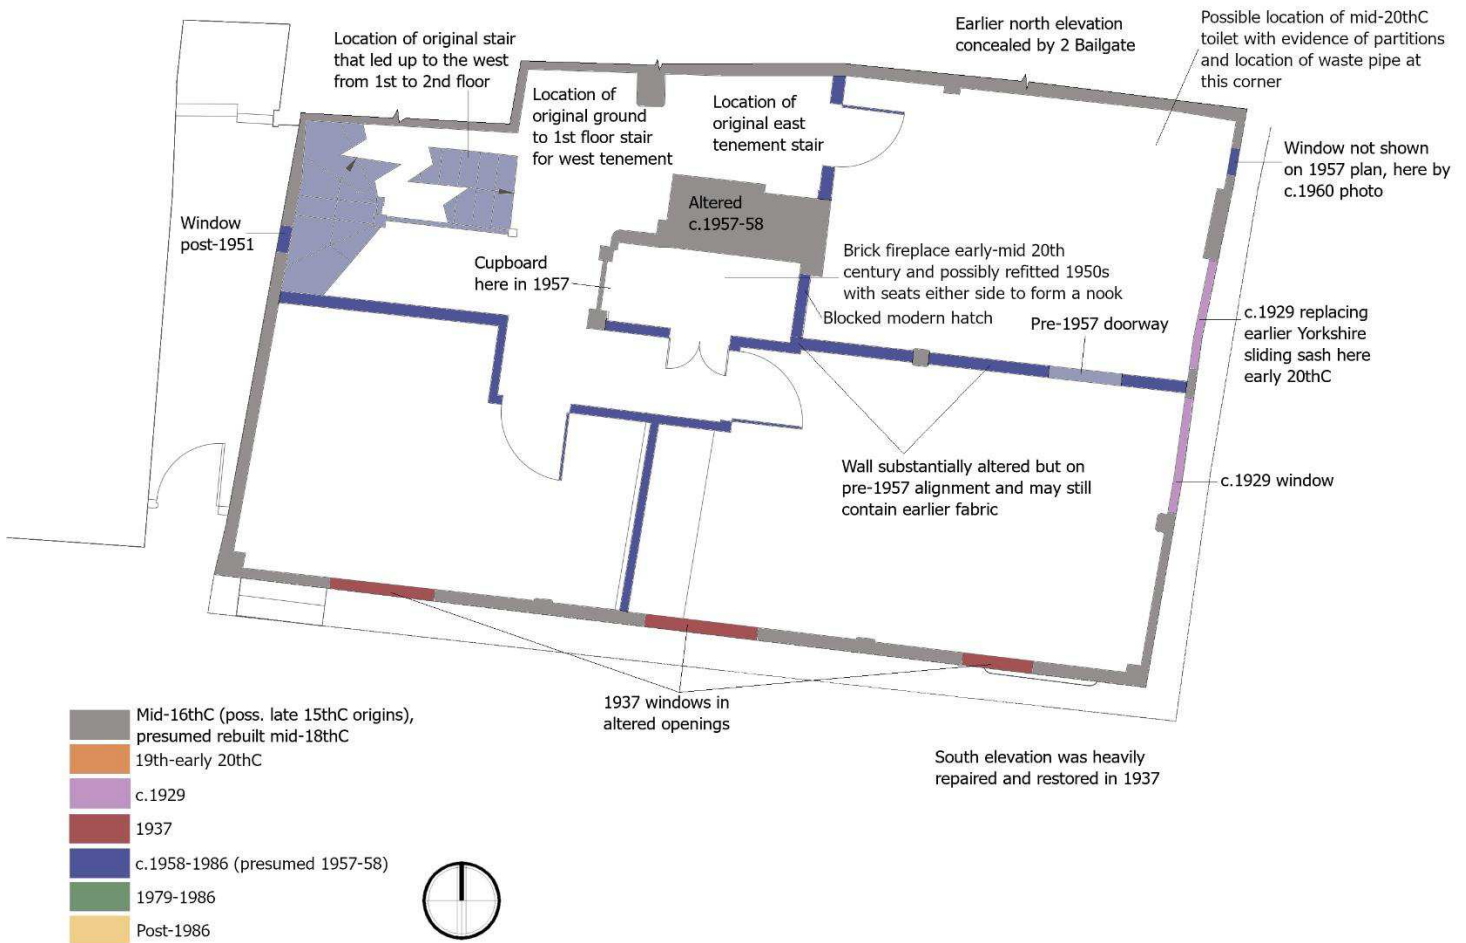 Location of original stair
that led up to the west
from 1st to 2nd floor
Earlier north elevation
concealed by 2 Bailgate
Possible location of mid-20thC
toilet with evidence of partitions
and location of waste pipe at
this corner
Location of
original ground
to 1st floor stair
for west tenement
Location of
original east
tenement stair
Window not shown
on 1957 plan, here by
c.1960 photo
Window
post-1951
Altered
c.1957-58
Cupboard
here in 1957
Brick fireplace early-mid 20th
century and possibly refitted 1950s
with seats either side to form a nook
Blocked modern hatch
Pre-1957 doorway
c.1929 replacing
earlier Yorkshire
sliding sash here
early 20thC
Wall substantially altered but on
pre-1957 alignment and may still
contain earlier fabric
c.1929 window
1937 windows in
altered openings
South elevation was heavily
repaired and restored in 1937
Mid-16thC (poss. late 15thC origins),
presumed rebuilt mid-18thC
19th-early 20thC
c.1929
1937
c.1958-1986 (presumed 1957-58)
1979-1986
Post-1986